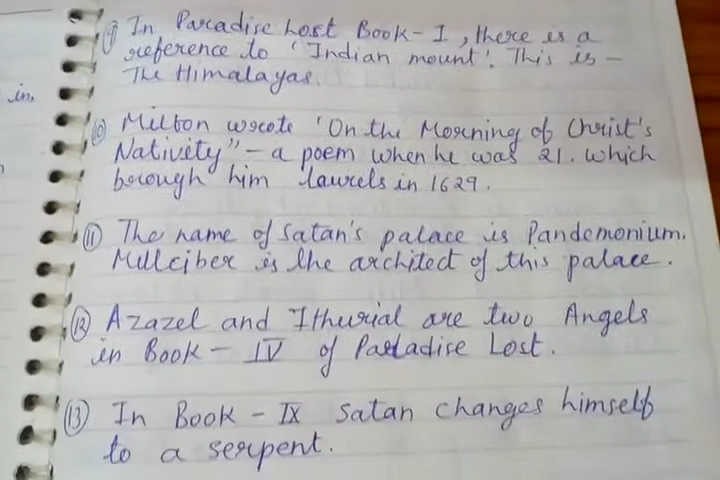 in,
9 In Paradise Lost Book-I, there is a
reference to 'Indian mount'. This is -
The Himalayas.
10 Milton wrote 'On the Morning of Christ's
Nativity" - a poem when he was 21. which
borough him laurels in 1629.
11 The name of Satan's palace is Pandemonium.
Mulciber is the architect of this palace.
12 Azazel and Ithurial are two Angels
in Book - IV of Paradise Lost.
13 In Book - IX Satan changes himself
to a serpent.